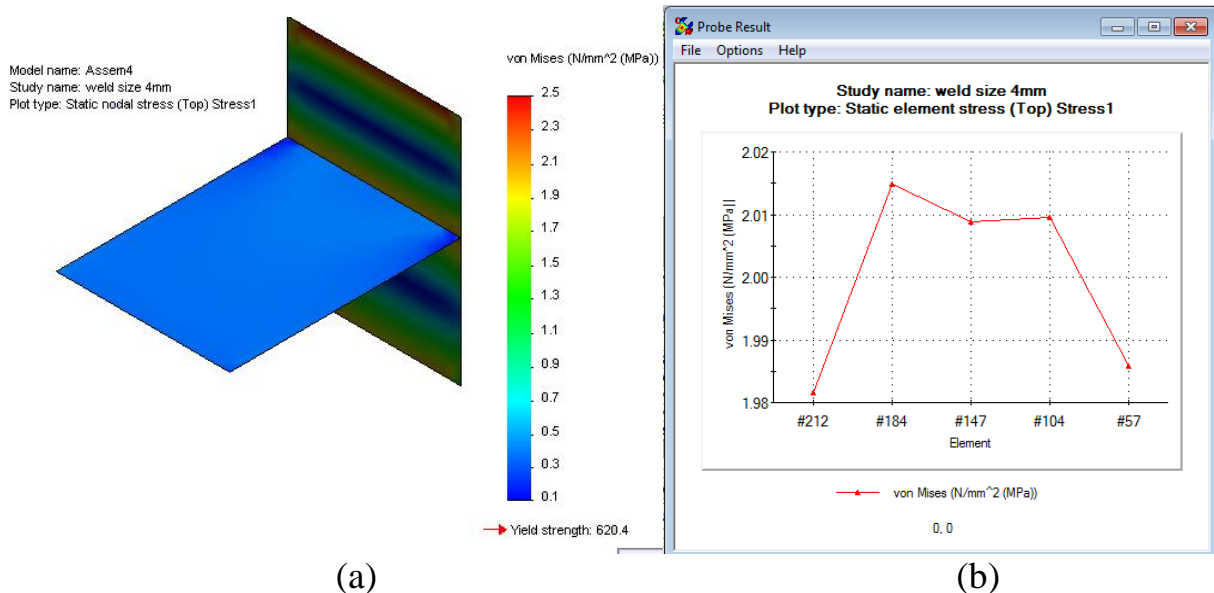 Model name: Assem4
Study name: weld size 4mm
Plot type: Static nodal stress (Top) Stress1
von Mises (N/mm^2 (MPa))
2.5
2.3
2.1
1.9
1.7
1.5
1.3
1.1
0.9
0.7
0.5
0.3
0.1
Yield strength: 620.4
(a)
Probe Result
File Options Help
Study name: weld size 4mm
Plot type: Static element stress (Top) Stress1
von Mises (N/mm^2 (MPa))
2.02
2.01
2.00
1.99
1.98
#212 #184 #147 #104 #57
Element
von Mises (N/mm^2 (MPa))
0, 0
(b)